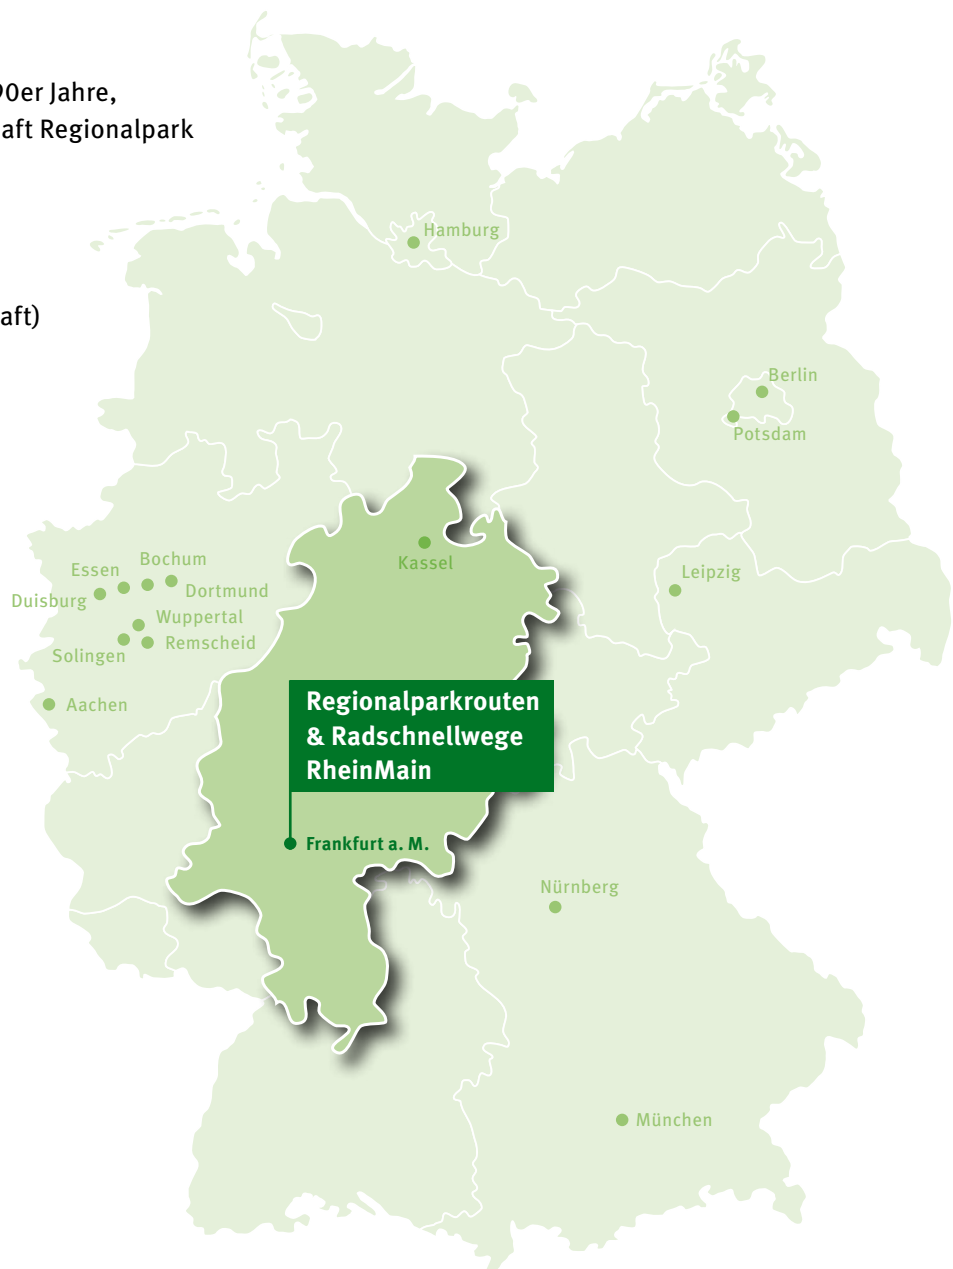 90er Jahre,
aft Regionalpark
Hamburg
aft)
Berlin
Potsdam
Kassel
Bochum
Essen
Dortmund
Duisburg
Leipzig
Wuppertal
Remscheid
Solingen
Aachen
Regionalparkrouten
& Radschnellwege
RheinMain
Frankfurt a. M.
Nürnberg
München